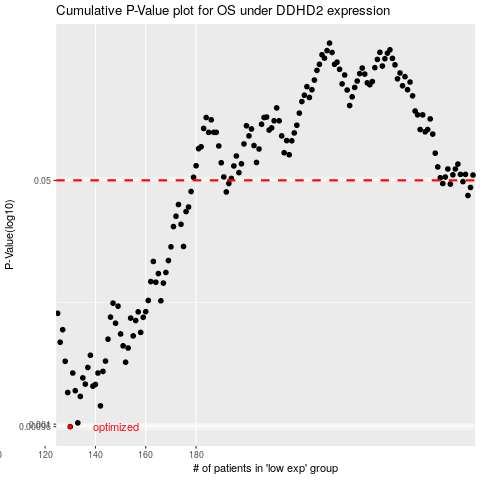 Cumulative P-Value plot for OS under DDHD2 expression
P-Value(log10)
0.05
0.001
optimized
0
120
140
160
180
# of patients in 'low exp' group